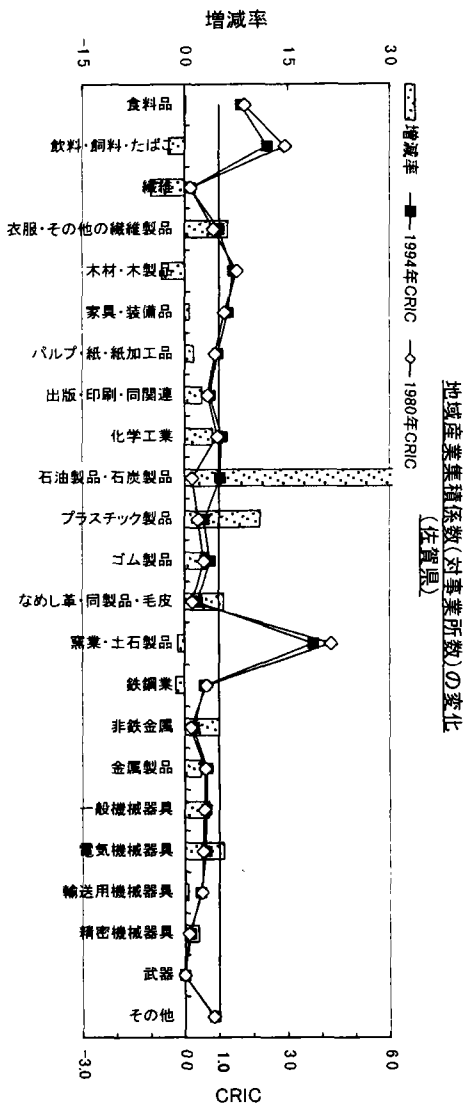 地域産業集積係数(対事業所数)の変化
(佐賀県)
増減率 1994年CRIC 1980年CRIC
増減率
-15 0 15 30
食料品
飲料・飼料・たばこ
繊維
衣服・その他の繊維製品
木材・木製品
家具・装備品
パルプ・紙・紙加工品
出版・印刷・同関連
化学工業
石油製品・石炭製品
プラスチック製品
ゴム製品
なめし革・同製品・毛皮
窯業・土石製品
鉄鋼業
非鉄金属
金属製品
一般機械器具
電気機械器具
輸送用機械器具
精密機械器具
武器
その他
-3.0 0.0 1.0 3.0 6.0
CRIC